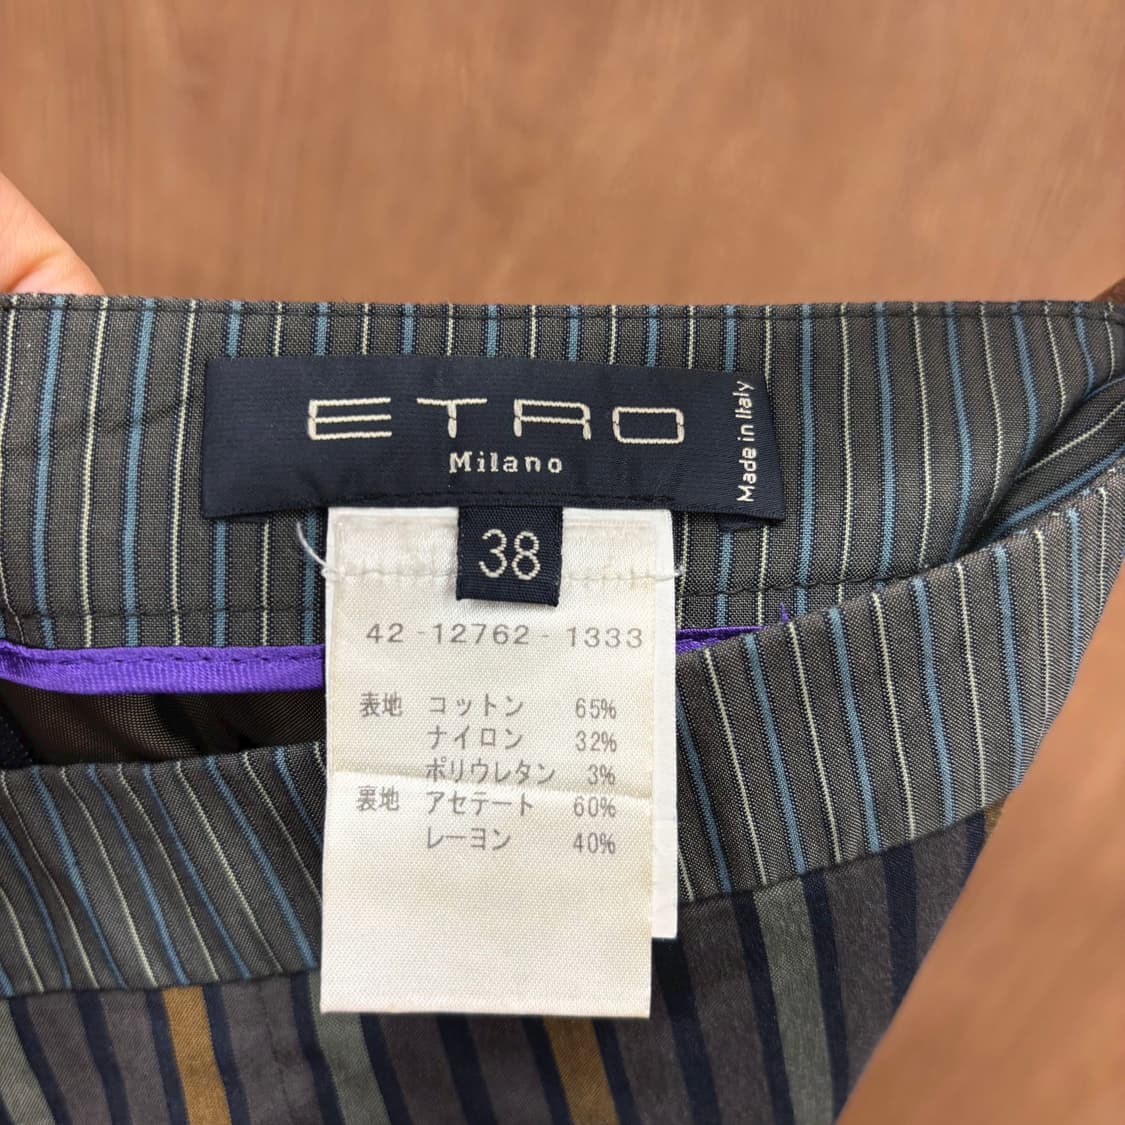 ETRO
Milano
Made in Italy
38
42 -12762- 1333
表地 コットン 65%
ナイロン 32%
ポリウレタン 3%
裏地 アセテート 60%
レーヨン 40%